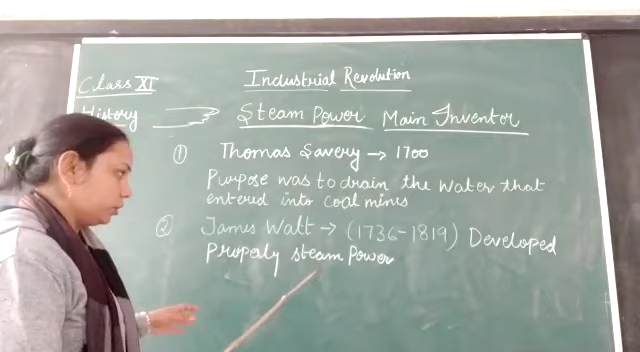 Class XI
Industrial Revolution
History
Steam Power Main Inventor
① Thomas Savery → 1700
Purpose was to drain the water that
entered into coal mines
② James Walt → (1736-1819) Developed
Properly steam Power